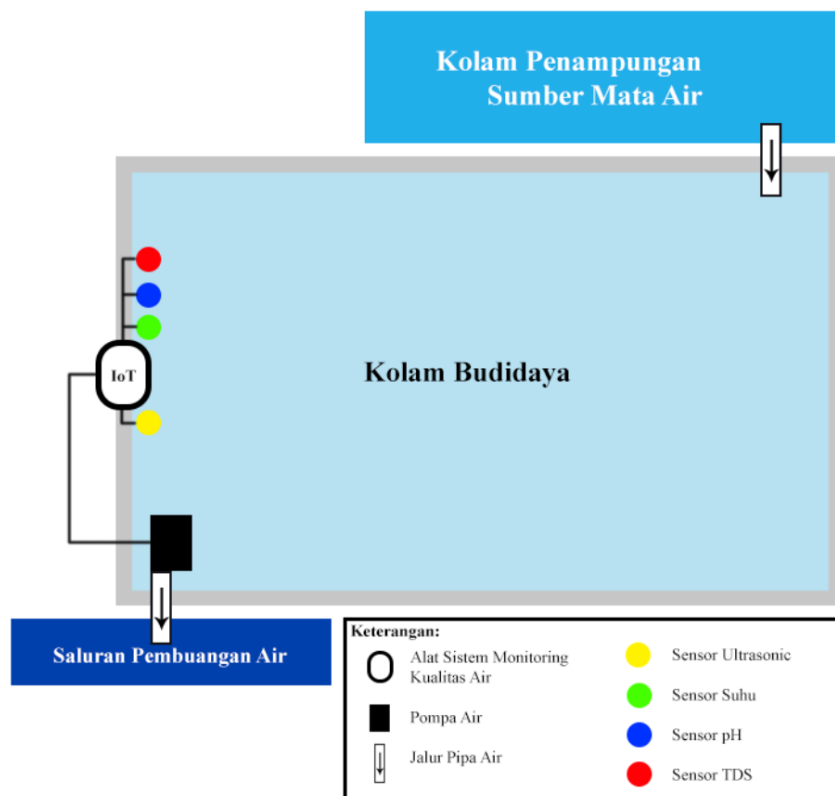 Kolam Penampungan
Sumber Mata Air
IoT
Kolam Budidaya
Saluran Pembuangan Air
Keterangan:
Alat Sistem Monitoring
Kualitas Air
Pompa Air
Jalur Pipa Air
Sensor Ultrasonic
Sensor Suhu
Sensor pH
Sensor TDS